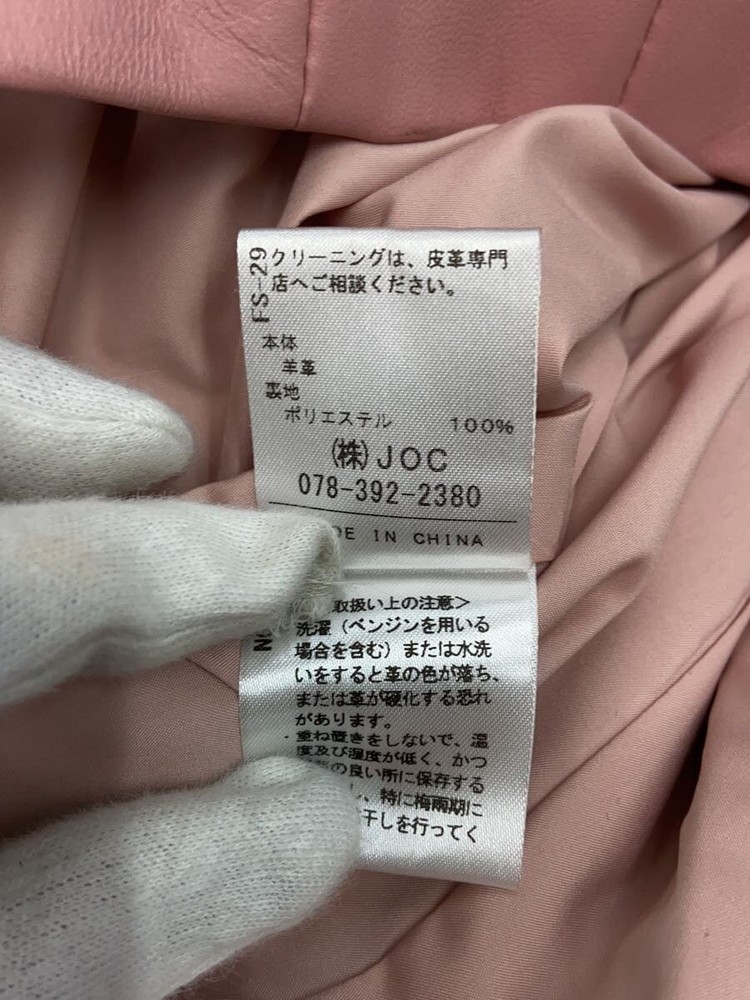 FS-29
クリーニングは、皮革専門
店へご相談ください。
本体
羊革
裏地
ポリエステル 100%
(株)JOC
078-392-2380
DE IN CHINA
取扱い上の注意>
洗濯(ベンジンを用いる
場合を含む)または水洗
いをすると革の色が落ち、
または革が硬化する恐れ
があります。
・重ね置きをしないで、温
度及び湿度が低く、かつ
の良い所に保存する
し、特に梅雨期に
干しを行ってく